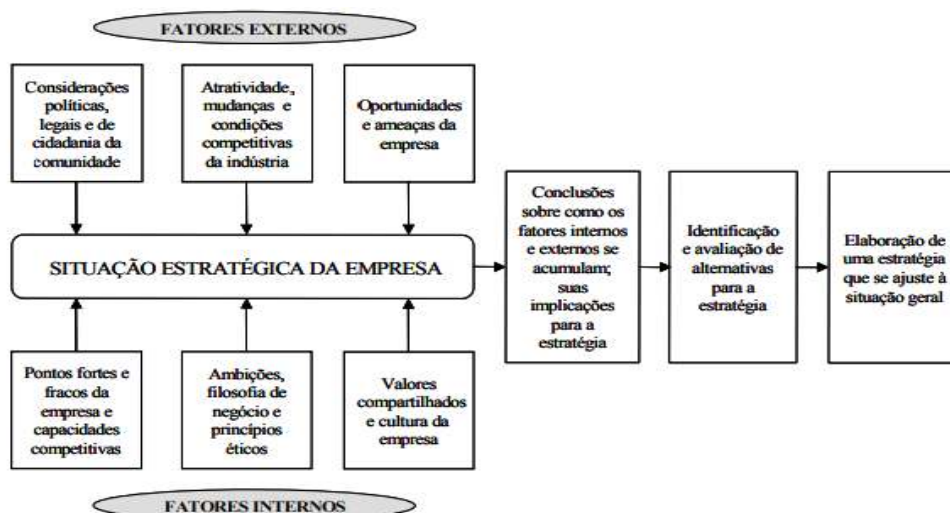 FATORES EXTERNOS
Considerações
políticas,
legais e de
cidadania da
comunidade
Atratividade,
mudanças e
condições
competitivas
da indústria
Oportunidades
e ameaças da
empresa
SITUAÇÃO ESTRATÉGICA DA EMPRESA
Conclusões
sobre como os
fatores internos
e externos se
acumulam;
suas
implicações
para a
estratégia
Identificação
e avaliação de
alternativas
para a
estratégia
Elaboração de
uma estratégia
que se ajuste à
situação geral
Pontos fortes e
fracos da
empresa e
capacidades
competitivas
Ambições,
filosofia de
negócio e
princípios
éticos
Valores
compartilhados
e cultura da
empresa
FATORES INTERNOS